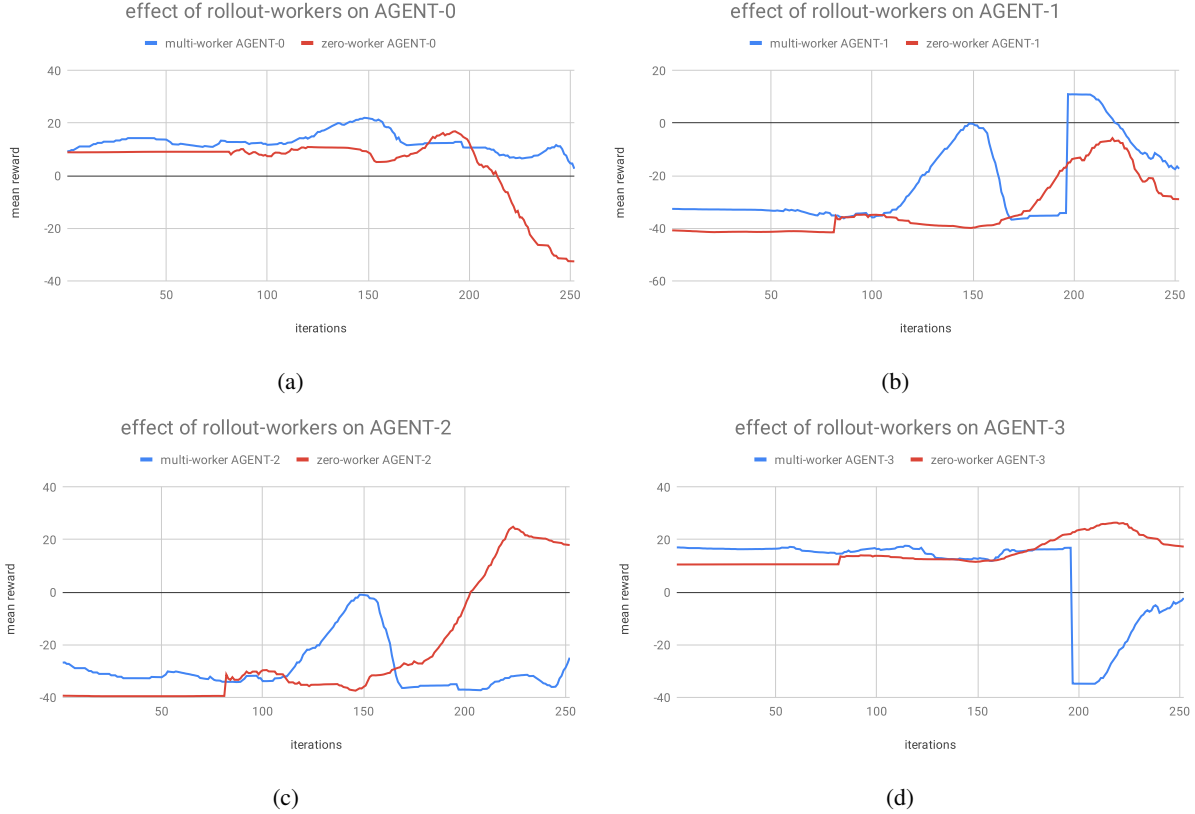 effect of rollout-workers on AGENT-0
multi-worker AGENT-0 zero-worker AGENT-0
40
20
0
-20
-40
mean reward
50 100 150 200 250
iterations
(a)
effect of rollout-workers on AGENT-1
multi-worker AGENT-1 zero-worker AGENT-1
20
0
-20
-40
-60
mean reward
50 100 150 200 250
iterations
(b)
effect of rollout-workers on AGENT-2
multi-worker AGENT-2 zero-worker AGENT-2
40
20
0
-20
-40
mean reward
50 100 150 200 250
iterations
(c)
effect of rollout-workers on AGENT-3
multi-worker AGENT-3 zero-worker AGENT-3
40
20
0
-20
-40
mean reward
50 100 150 200 250
iterations
(d)